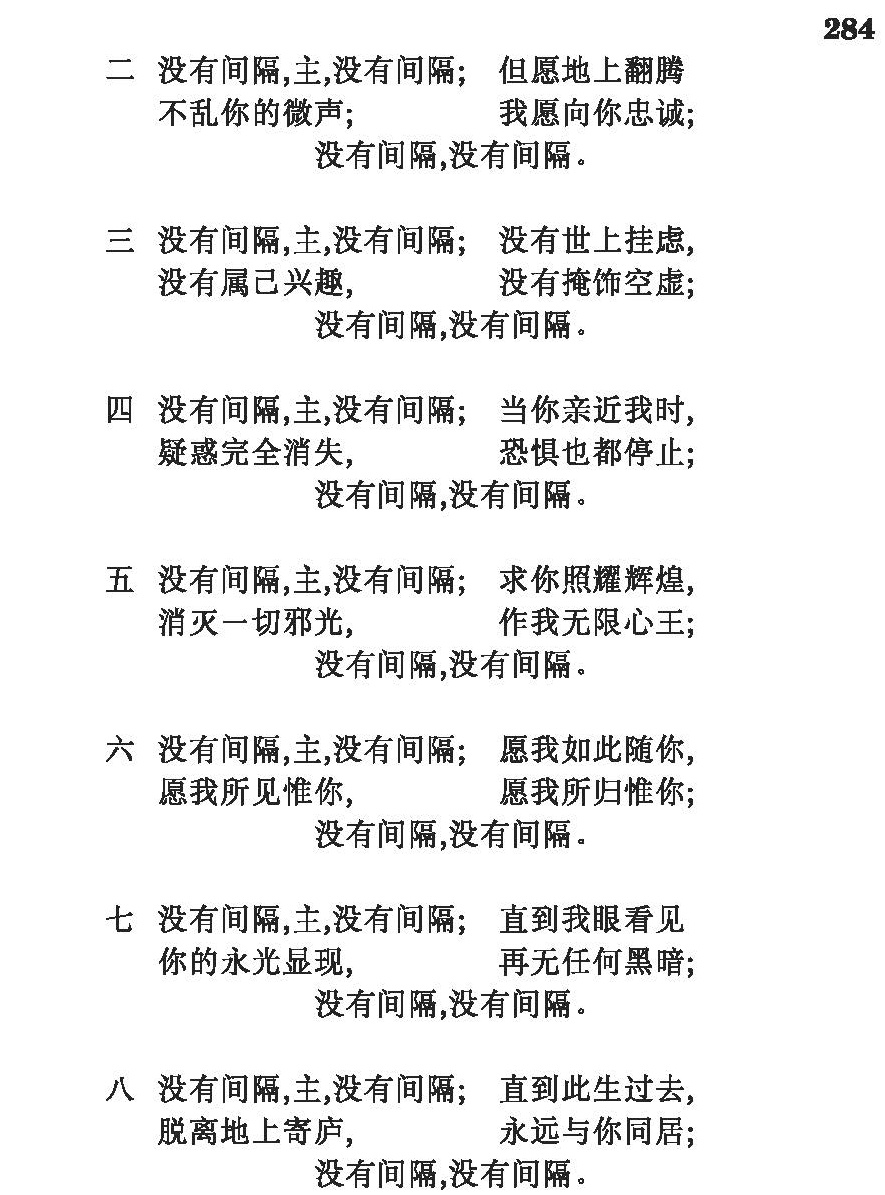 284
二 没有间隔,主,没有间隔; 但愿地上翻腾
不乱你的微声; 我愿向你忠诚;
没有间隔,没有间隔。
三 没有间隔,主,没有间隔; 没有世上挂虑,
没有属己兴趣, 没有掩饰空虚;
没有间隔,没有间隔。
四 没有间隔,主,没有间隔; 当你亲近我时,
疑惑完全消失, 恐惧也都停止;
没有间隔,没有间隔。
五 没有间隔,主,没有间隔; 求你照耀辉煌,
消灭一切邪光, 作我无限心王;
没有间隔,没有间隔。
六 没有间隔,主,没有间隔; 愿我如此随你,
愿我所见惟你, 愿我所归惟你;
没有间隔,没有间隔。
七 没有间隔,主,没有间隔; 直到我眼看见
你的永光显现, 再无任何黑暗;
没有间隔,没有间隔。
八 没有间隔,主,没有间隔; 直到此生过去,
脱离地上寄庐, 永远与你同居;
没有间隔,没有间隔。